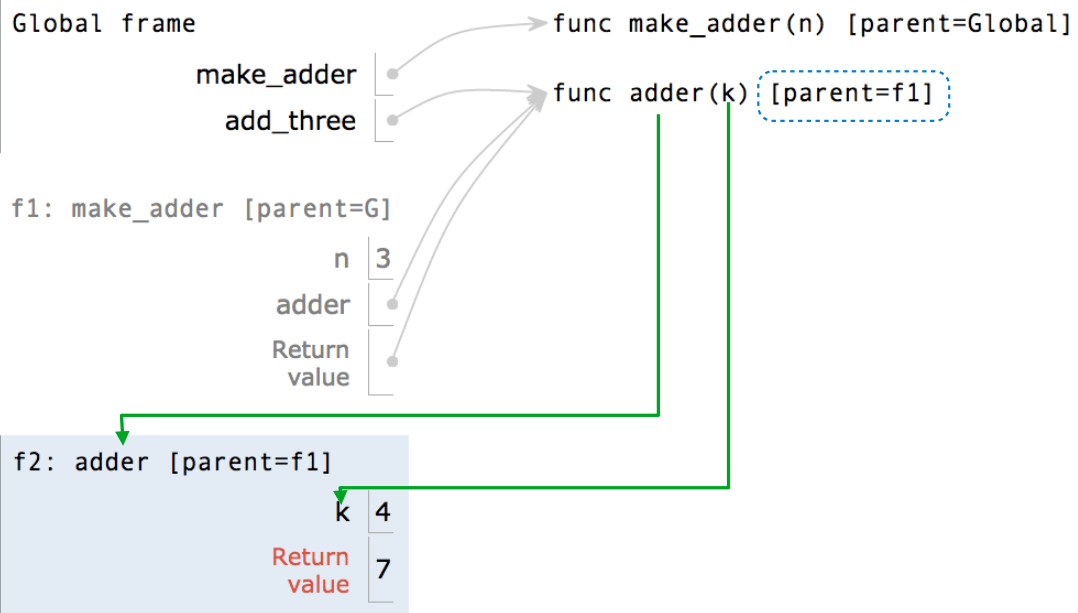 Global frame
func make_adder(n) [parent=Global]
make_adder
func adder(k) [parent=f1]
add_three
f1: make_adder [parent=G]
n 3
adder
Return
value
f2: adder [parent=f1]
k 4
Return
value 7